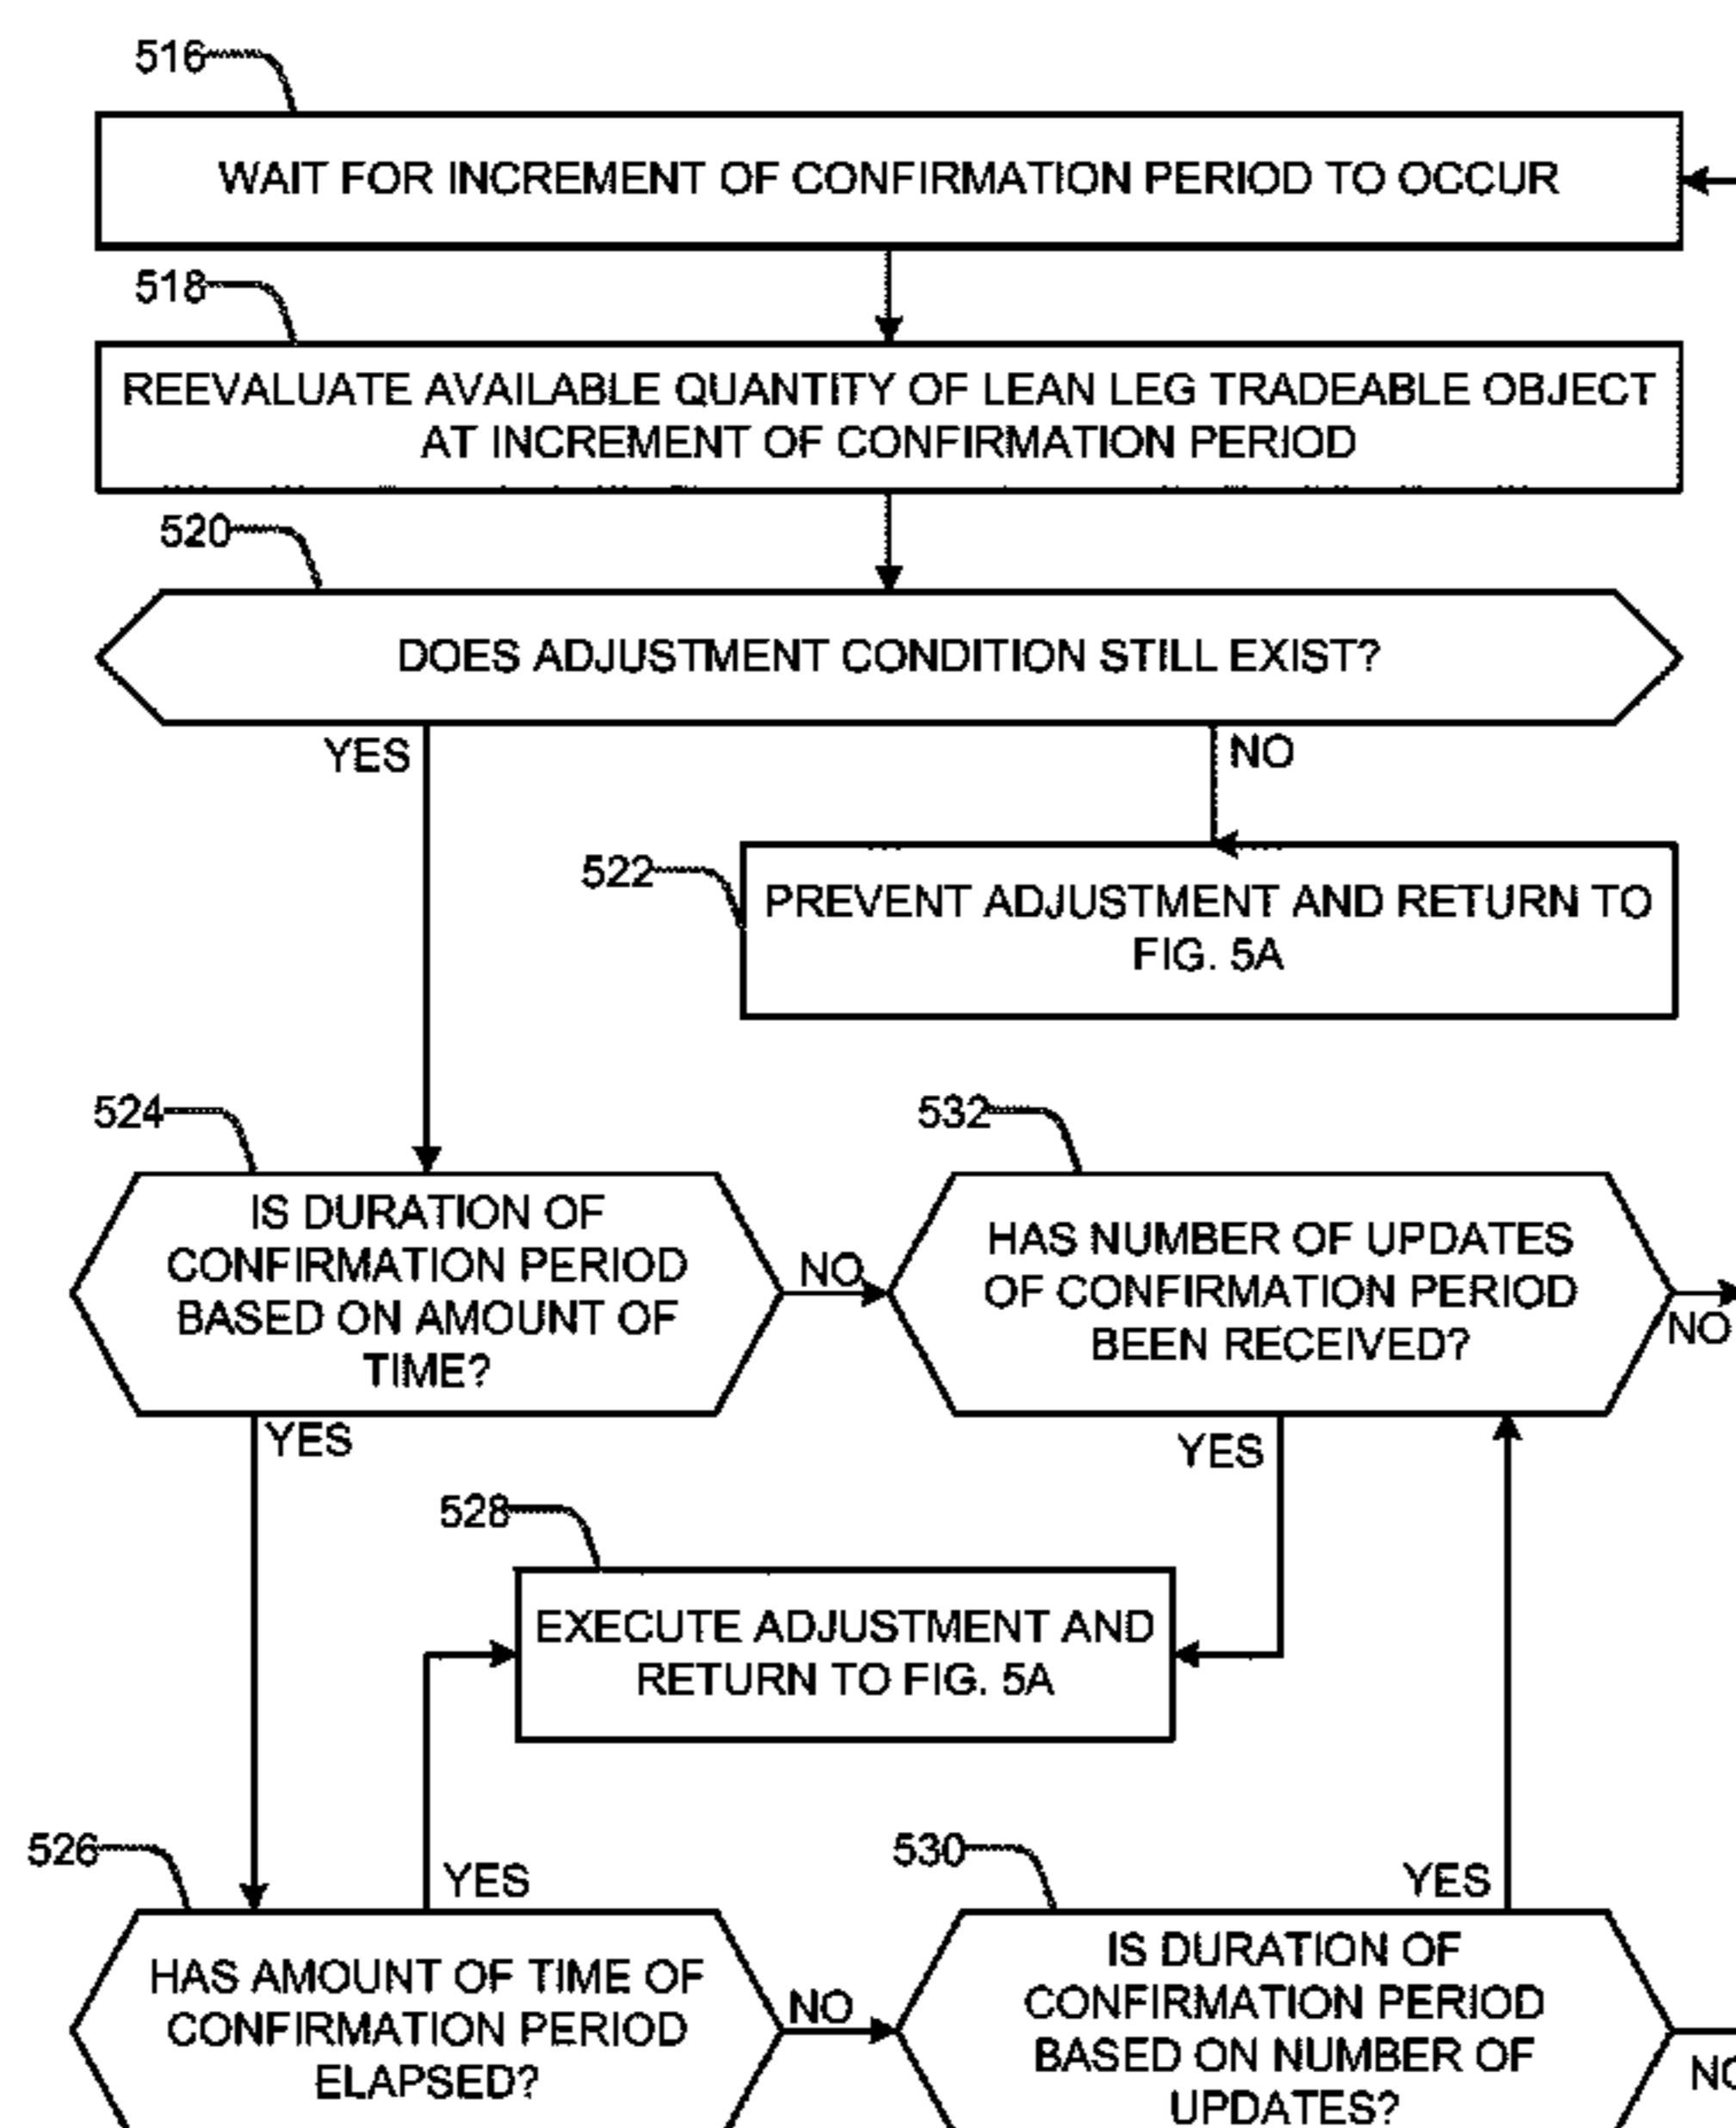 516
WAIT FOR INCREMENT OF CONFIRMATION PERIOD TO OCCUR
518
REEVALUATE AVAILABLE QUANTITY OF LEAN LEG TRADEABLE OBJECT
AT INCREMENT OF CONFIRMATION PERIOD
520
DOES ADJUSTMENT CONDITION STILL EXIST?
YES
NO
522
PREVENT ADJUSTMENT AND RETURN TO
FIG. 5A
524
IS DURATION OF
CONFIRMATION PERIOD
BASED ON AMOUNT OF
TIME?
NO
YES
532
HAS NUMBER OF UPDATES
OF CONFIRMATION PERIOD
BEEN RECEIVED?
NO
YES
528
EXECUTE ADJUSTMENT AND
RETURN TO FIG. 5A
526
YES
HAS AMOUNT OF TIME OF
CONFIRMATION PERIOD
ELAPSED?
NO
530
YES
IS DURATION OF
CONFIRMATION PERIOD
BASED ON NUMBER OF
UPDATES?
NO